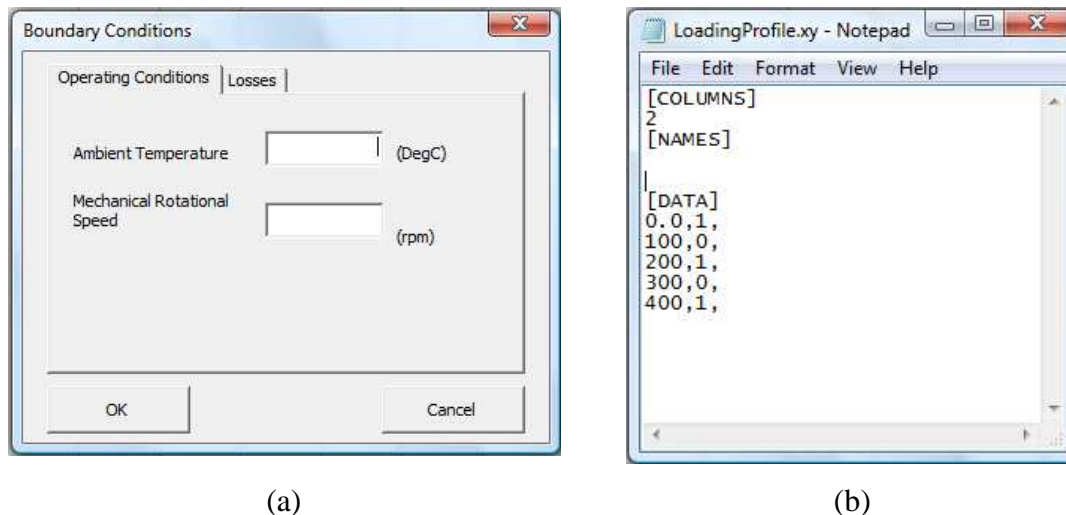 Boundary Conditions
Operating Conditions
Losses
Ambient Temperature
(DegC)
Mechanical Rotational
Speed
(rpm)
OK
Cancel
(a)
LoadingProfile.xy - Notepad
File Edit Format View Help
[COLUMNS]
2
[NAMES]
[DATA]
0.0,1,
100,0,
200,1,
300,0,
400,1,
(b)